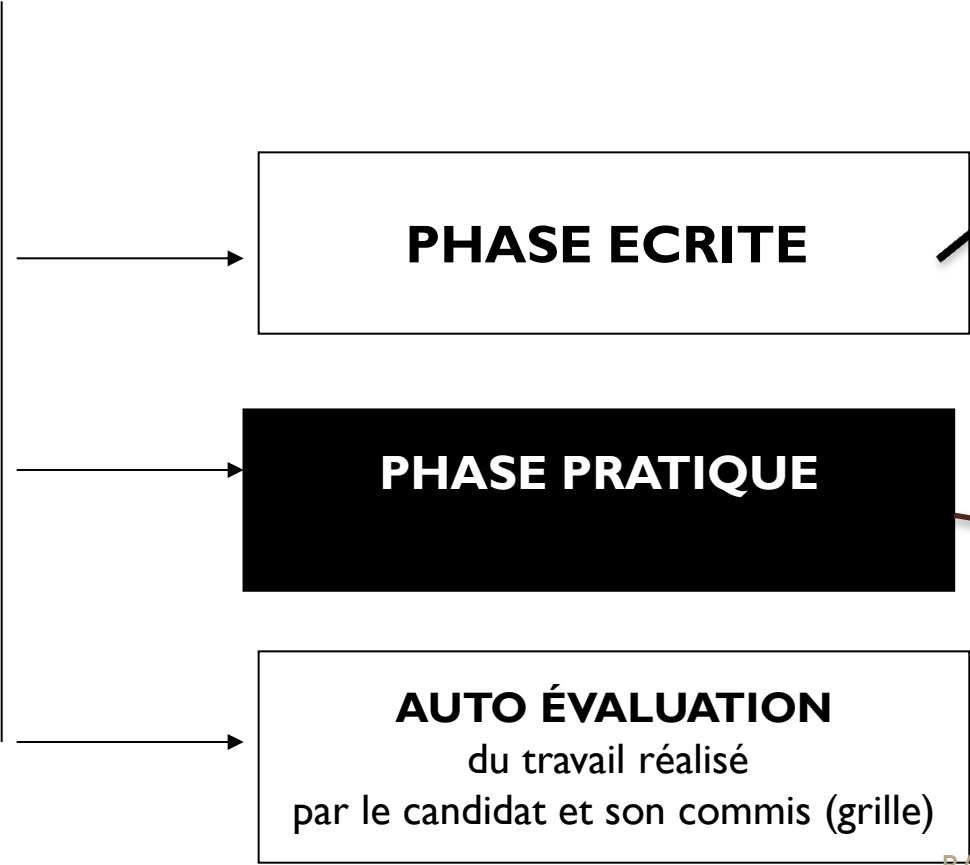 PHASE ECRITE
PHASE PRATIQUE
AUTO ÉVALUATION
du travail réalisé
par le candidat et son commis (grille)